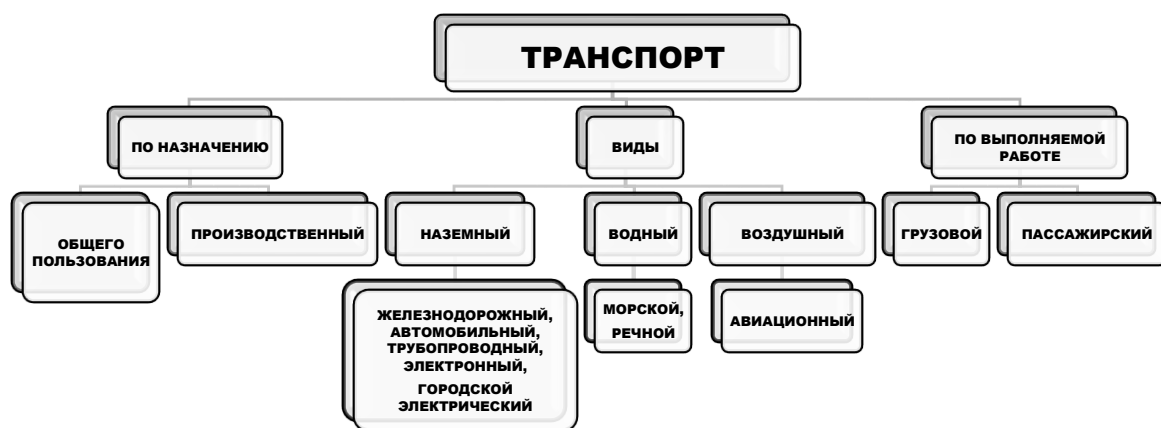 ТРАНСПОРТ
ПО НАЗНАЧЕНИЮ
ВИДЫ
ПО ВЫПОЛНЯЕМОЙ
РАБОТЕ
ОБЩЕГО
ПОЛЬЗОВАНИЯ
ПРОИЗВОДСТВЕННЫЙ
НАЗЕМНЫЙ
ВОДНЫЙ
ВОЗДУШНЫЙ
ГРУЗОВОЙ
ПАССАЖИРСКИЙ
ЖЕЛЕЗНОДОРОЖНЫЙ,
АВТОМОБИЛЬНЫЙ,
ТРУБОПРОВОДНЫЙ,
ЭЛЕКТРОННЫЙ,
ГОРОДСКОЙ
ЭЛЕКТРИЧЕСКИЙ
МОРСКОЙ,
РЕЧНОЙ
АВИАЦИОННЫЙ